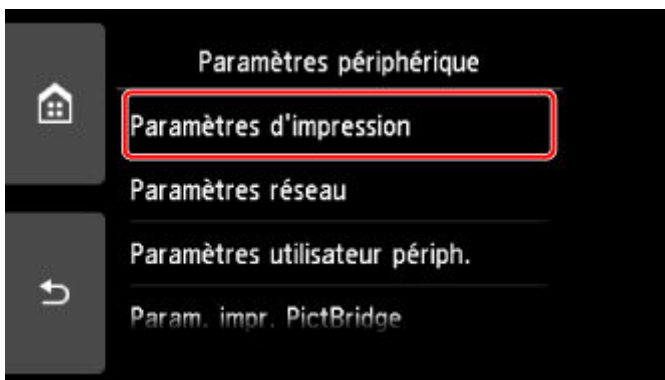 Paramètres périphérique
Paramètres d'impression
Paramètres réseau
Paramètres utilisateur périph.
Param. impr. PictBridge